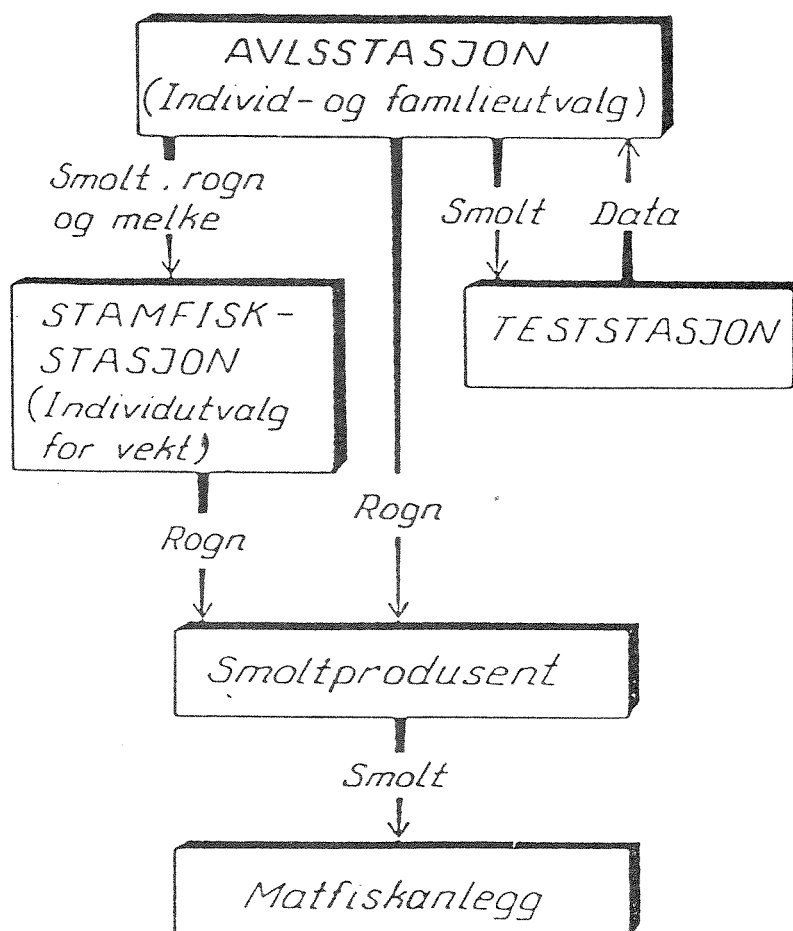 AVLSSTASJON
(Individ- og familieutvalg)
Smolt, rogn
og melke
Smolt
Data
STAMFISK-
STASJON
(Individutvalg
for vekt)
TESTSTASJON
Rogn
Rogn
Smoltprodusent
Smolt
Matfiskanlegg